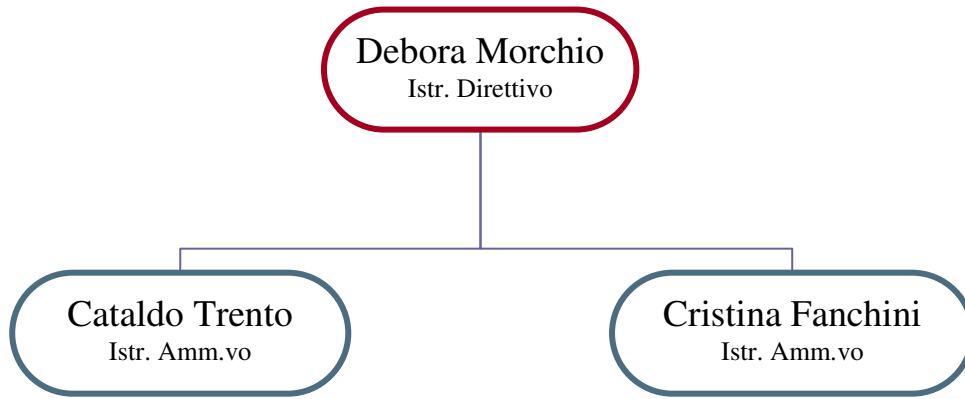 Debora Morchio
Istr. Direttivo
Cataldo Trento
Istr. Amm.vo
Cristina Fanchini
Istr. Amm.vo